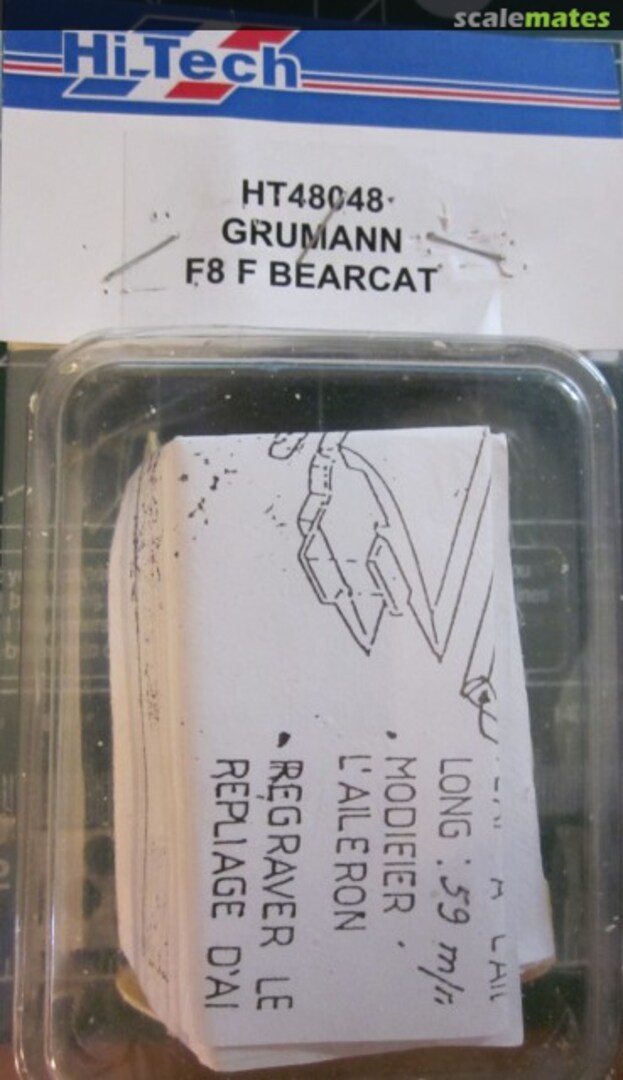 scalemates
Hi.Tech
HT48048
GRUMANN
F8 F BEARCAT
LONG : 59 m/
• MODIFIER
L'AILERON
• REGRAVER LE
REPLIAGE D'AI